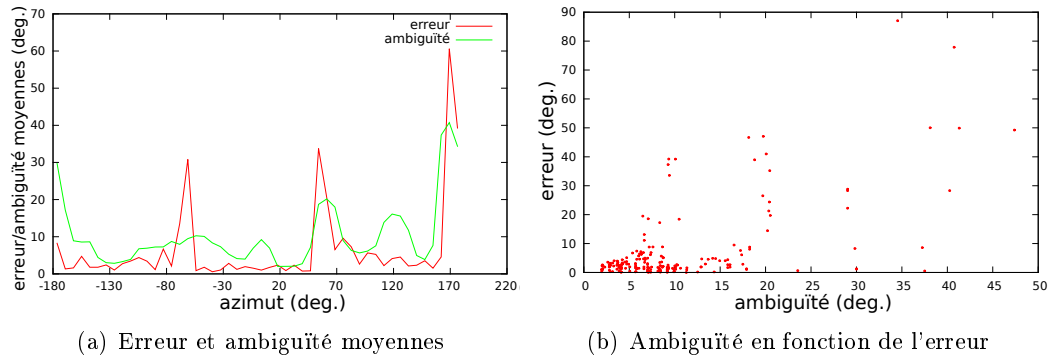 erreur
ambiguïté
erreur/ambiguïté moyennes (deg.)
70
60
50
40
30
20
10
0
-180 -130 -80 -30 20 70 120 170 220
azimut (deg.)
(a) Erreur et ambiguïté moyennes
erreur (deg.)
90
80
70
60
50
40
30
20
10
0
0 5 10 15 20 25 30 35 40 45 50
ambiguïté (deg.)
(b) Ambiguïté en fonction de l'erreur